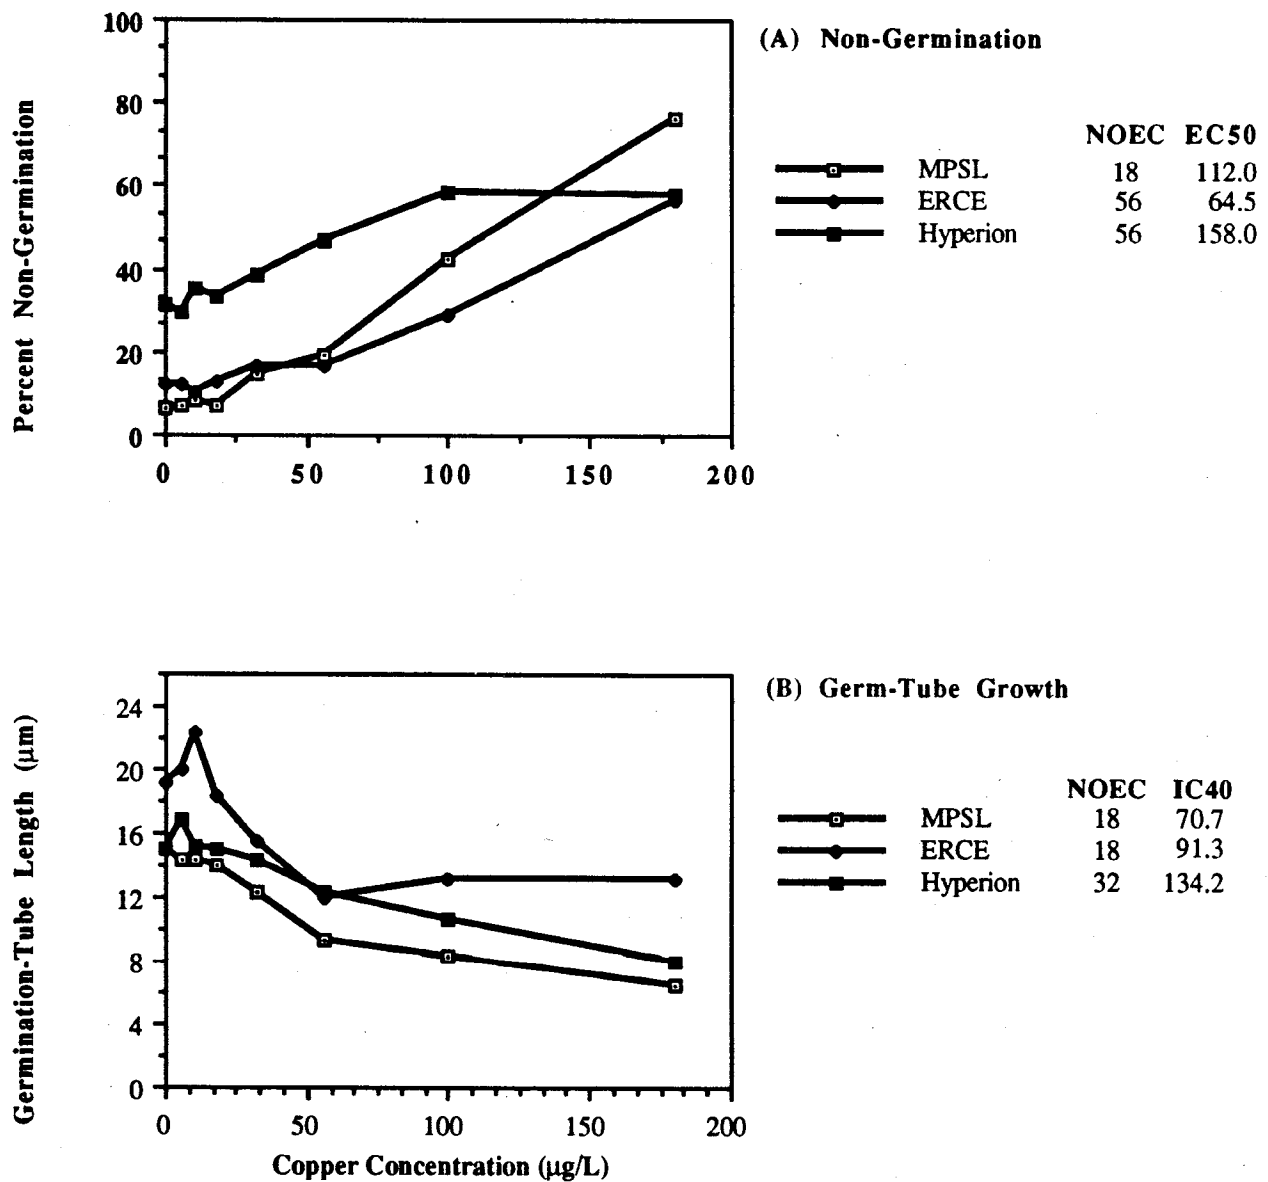 (A) Non-Germination
Percent Non-Germination
100
80
60
40
20
0
0 50 100 150 200
NOEC EC50
MPSL 18 112.0
ERCE 56 64.5
Hyperion 56 158.0
(B) Germ-Tube Growth
Germination-Tube Length (µm)
24
20
16
12
8
4
0
0 50 100 150 200
Copper Concentration (µg/L)
NOEC IC40
MPSL 18 70.7
ERCE 18 91.3
Hyperion 32 134.2